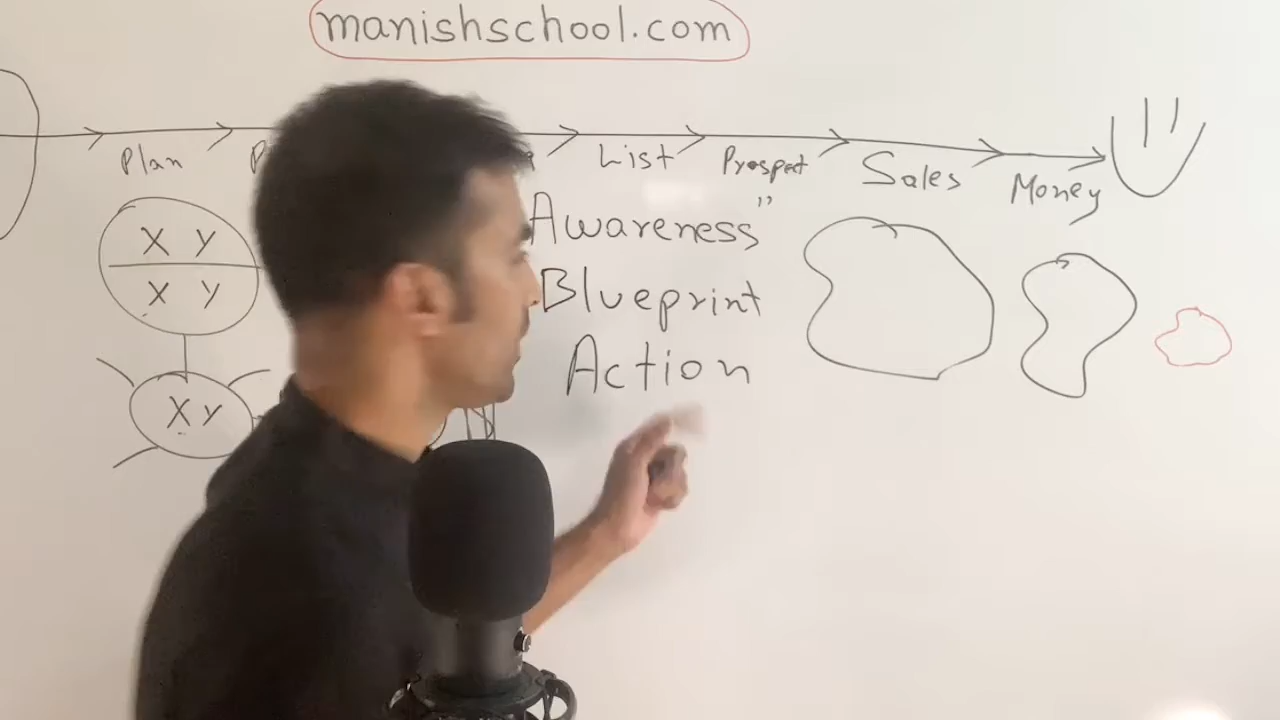 manishschool.com
Plan List Prospect Sales Money
Awareness"
X Y
X Y
Blueprint
Action
X y